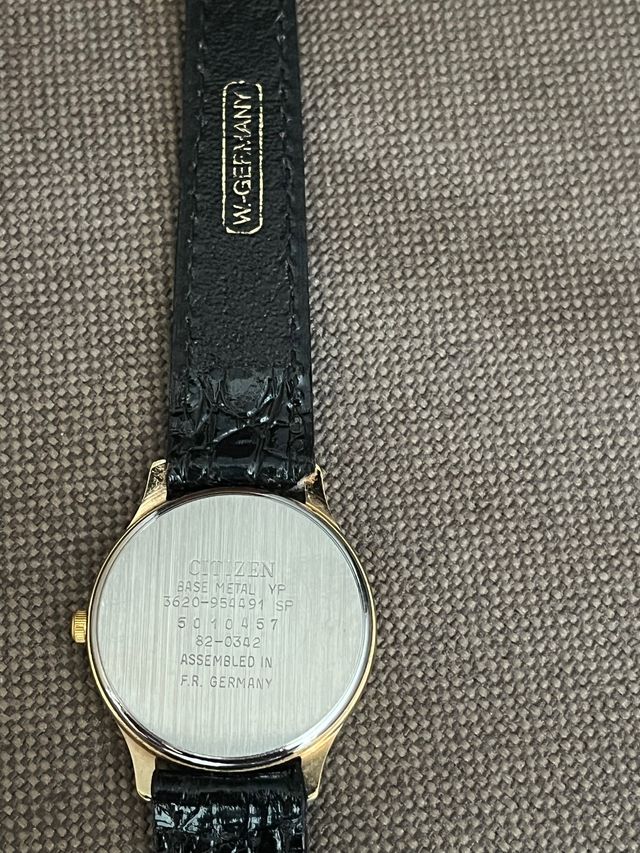 W.-GERMANY
CITIZEN
BASE METAL YP
3620-954491 SP
5010457
82-0342
ASSEMBLED IN
F.R. GERMANY